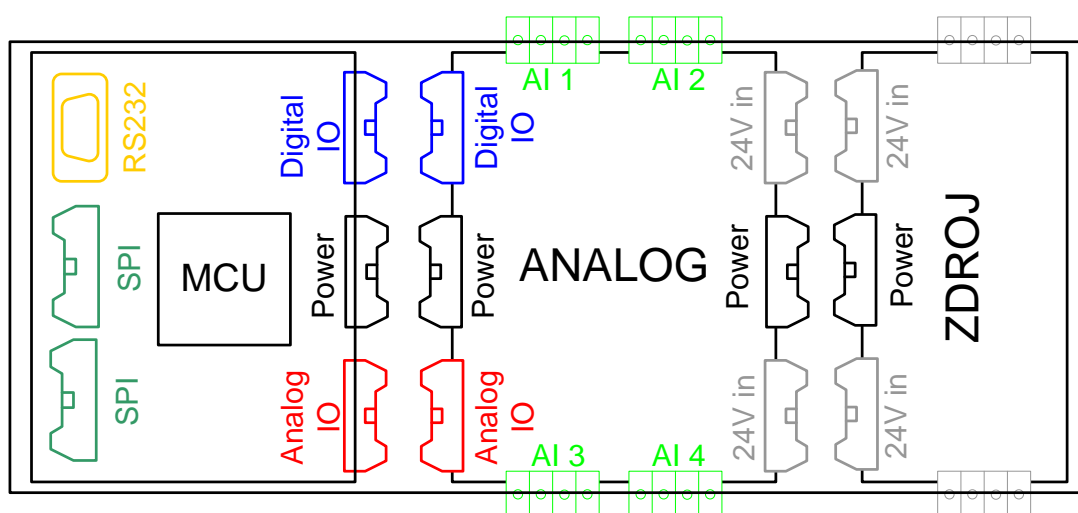 AI 1
AI 2
RS232
Digital
IO
Digital
IO
24V in
24V in
SPI
MCU
Power
Power
ANALOG
Power
Power
ZDROJ
SPI
Analog
IO
Analog
IO
24V in
24V in
AI 3
AI 4